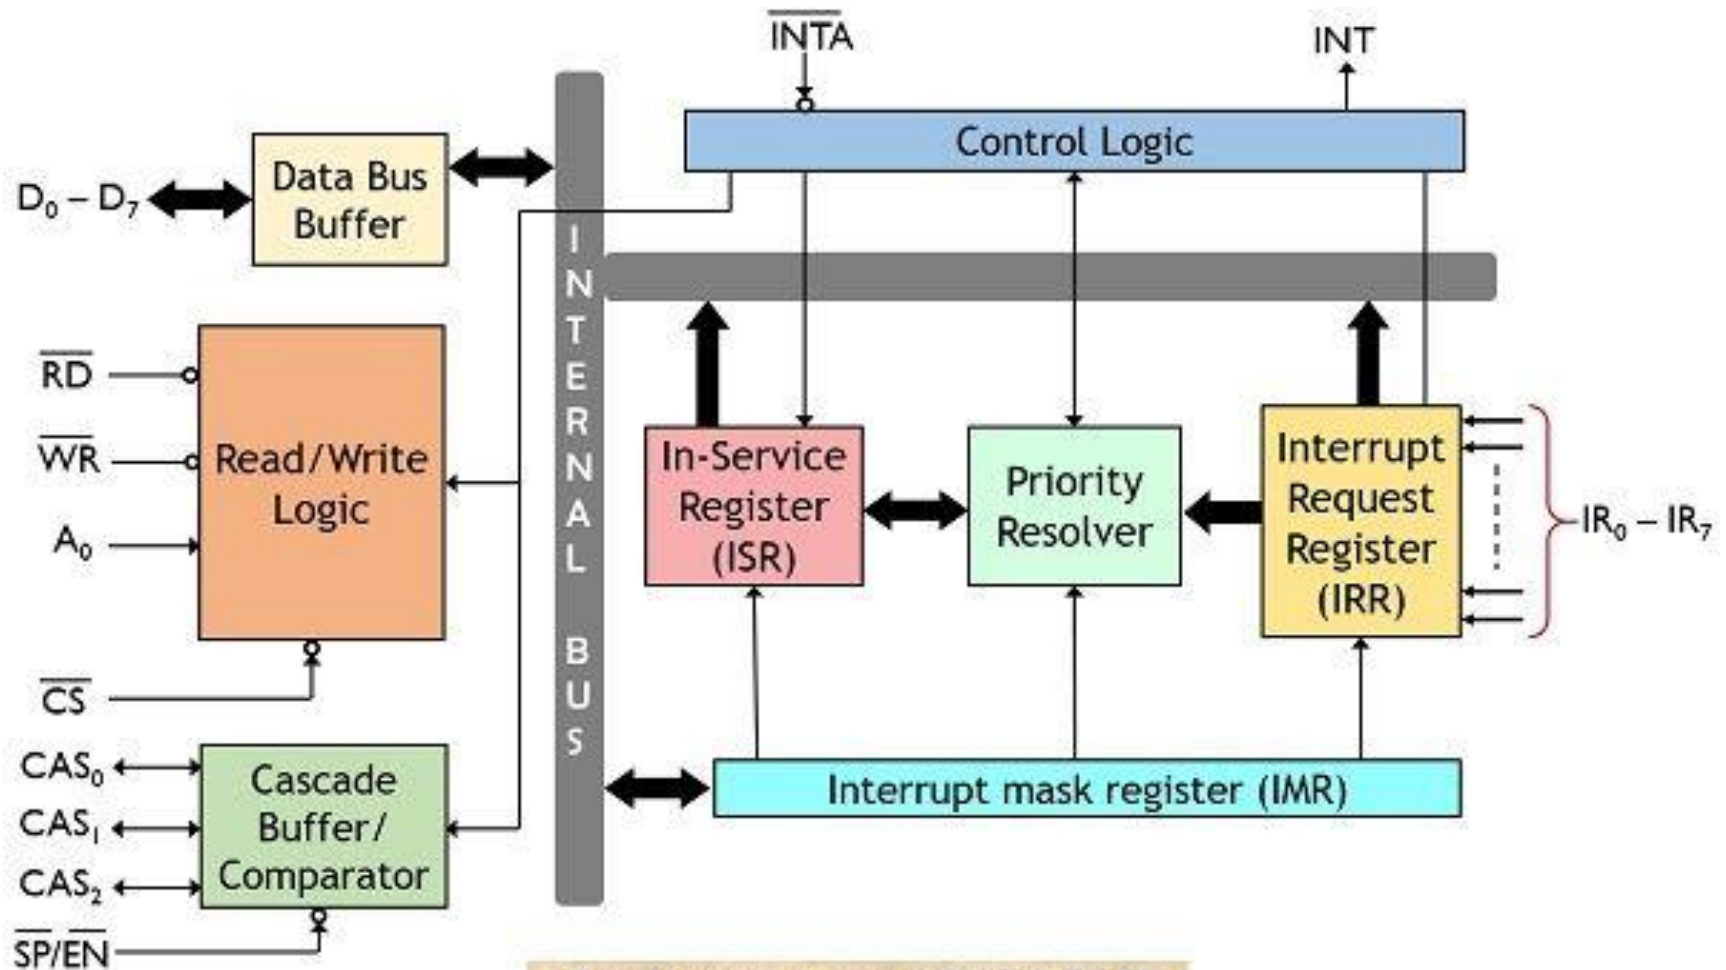 INTA
INT
Control Logic
Data Bus
Buffer
D₀ – D₇
INTERNAL BUS
RD
WR
A₀
CS
Read/Write
Logic
In-Service
Register
(ISR)
Priority
Resolver
Interrupt
Request
Register
(IRR)
IR₀ – IR₇
CAS₀
CAS₁
CAS₂
SP/EN
Cascade
Buffer/
Comparator
Interrupt mask register (IMR)